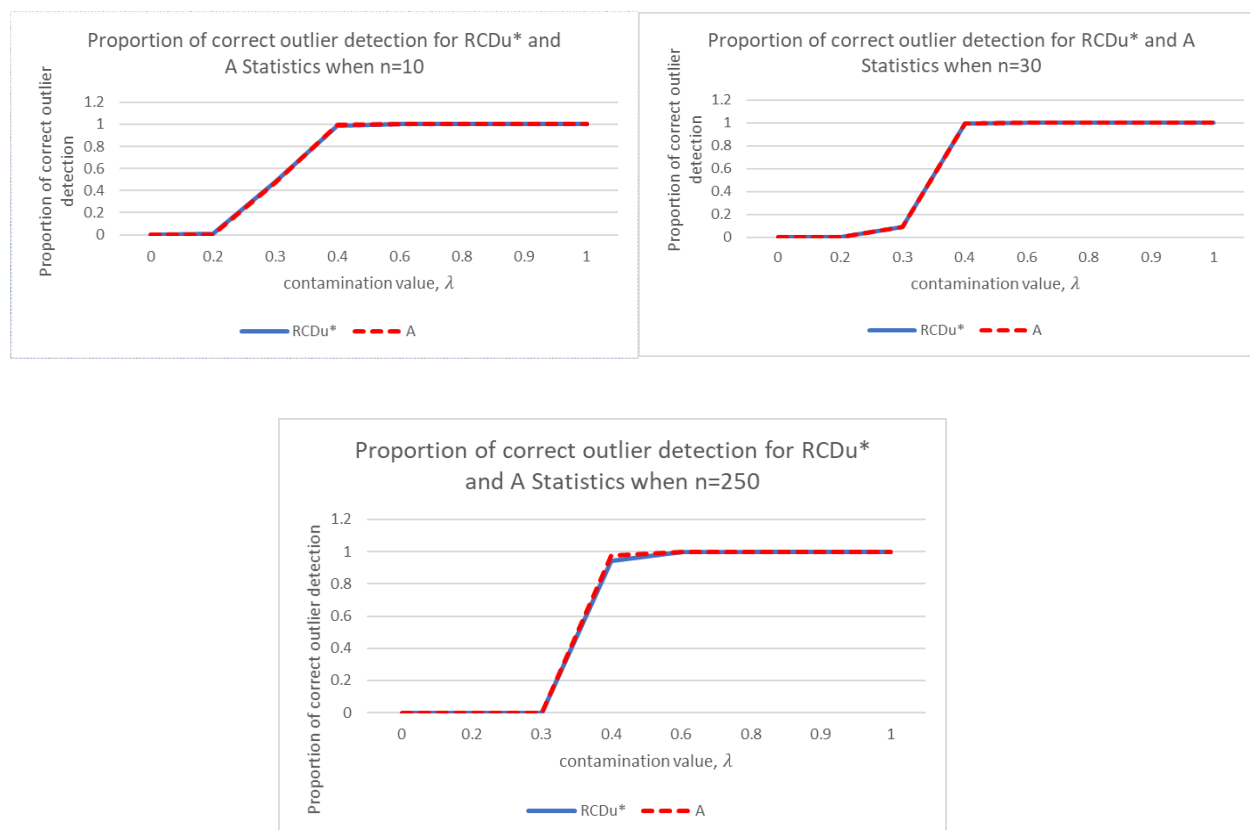 Proportion of correct outlier detection for RCDu* and
A Statistics when n=10
Proportion of correct outlier
detection
1.2
1
0.8
0.6
0.4
0.2
0
0 0.2 0.3 0.4 0.6 0.8 0.9 1
contamination value, λ
RCDu* A
Proportion of correct outlier detection for RCDu* and A
Statistics when n=30
Proportion of correct outlier
detection
1.2
1
0.8
0.6
0.4
0.2
0
0 0.2 0.3 0.4 0.6 0.8 0.9 1
contamination value, λ
RCDu* A
Proportion of correct outlier detection for RCDu*
and A Statistics when n=250
Proportion of correct outlier detection
1.2
1
0.8
0.6
0.4
0.2
0
0 0.2 0.3 0.4 0.6 0.8 0.9 1
contamination value, λ
RCDu* A